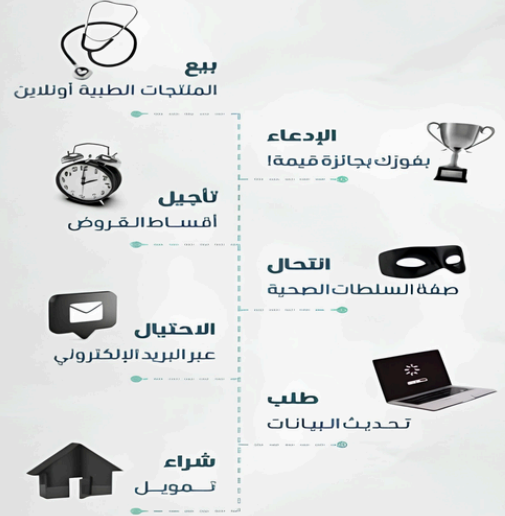 بيع
المنتجات الطبية أونلاين
الإدعاء
بفوزك بجائزة قيمة!
تأجيل
أقساط القروض
انتحال
صفة السلطات الصحية
الاحتيال
عبر البريد الإلكتروني
طلب
تحديث البيانات
شراء
تمويل